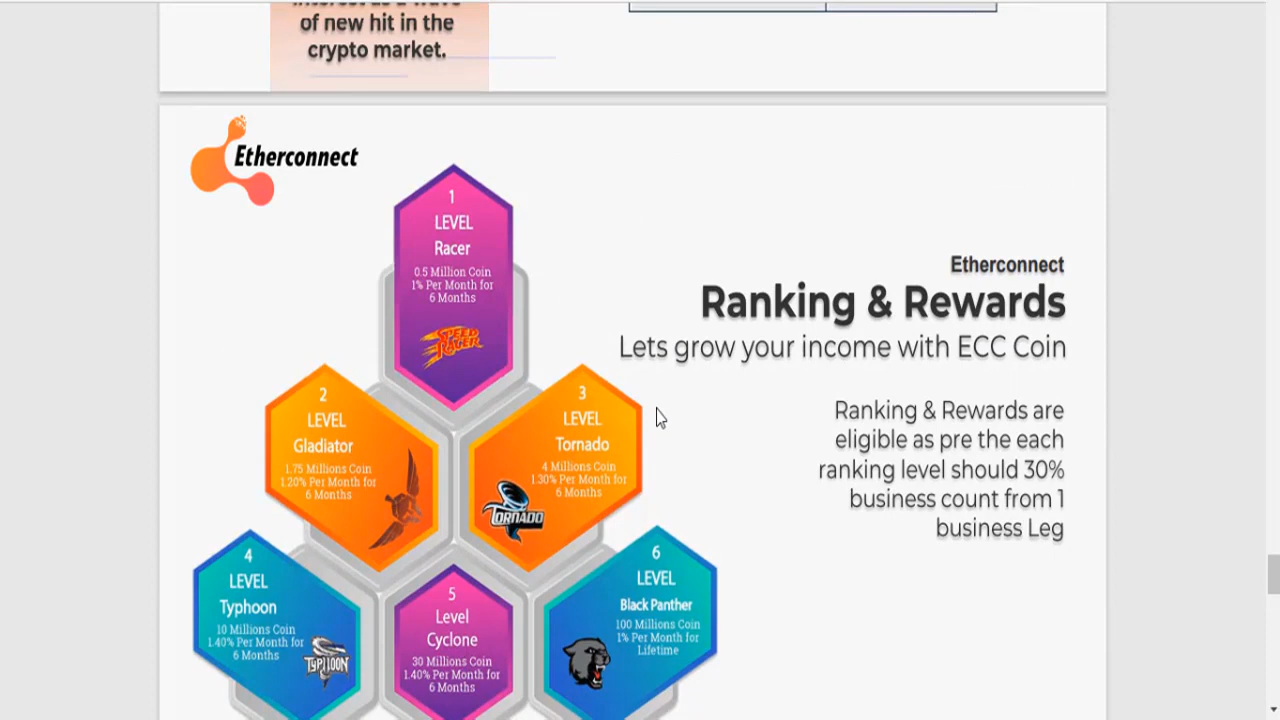 of new hit in the
crypto market.
Etherconnect
1
LEVEL
Racer
0.5 Million Coin
1% Per Month for
6 Months
SPEED
RACER
Etherconnect
Ranking & Rewards
Lets grow your income with ECC Coin
Ranking & Rewards are
eligible as pre the each
ranking level should 30%
business count from 1
business Leg
2
LEVEL
Gladiator
1.75 Millions Coin
1.20% Per Month for
6 Months
3
LEVEL
Tornado
4 Millions Coin
1.30% Per Month for
6 Months
TORNADO
4
LEVEL
Typhoon
10 Millions Coin
1.40% Per Month for
6 Months
TYPHOON
5
Level
Cyclone
30 Millions Coin
1.40% Per Month for
6 Months
6
LEVEL
Black Panther
100 Millions Coin
1% Per Month for
Lifetime